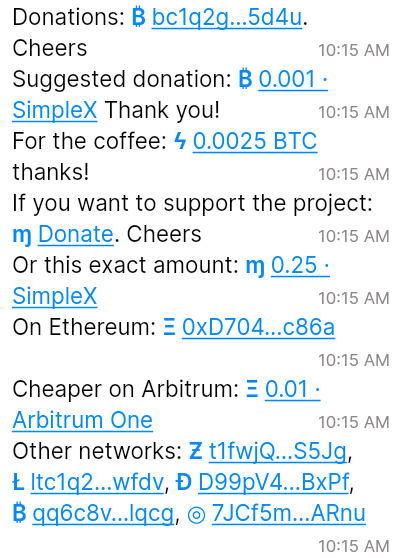 Donations: ₿ bc1q2g...5d4u.
Cheers 10:15 AM
Suggested donation: ₿ 0.001 ·
SimpleX Thank you! 10:15 AM
For the coffee: ϟ 0.0025 BTC
thanks! 10:15 AM
If you want to support the project:
ɱ Donate. Cheers 10:15 AM
Or this exact amount: ɱ 0.25 ·
SimpleX 10:15 AM
On Ethereum: Ξ 0xD704...c86a
10:15 AM
Cheaper on Arbitrum: Ξ 0.01 ·
Arbitrum One 10:15 AM
Other networks: Ƶ t1fwjQ...S5Jg,
Ł ltc1q2...wfdv, Ð D99pV4...BxPf,
₿ qq6c8v...lqcg, ◎ 7JCf5m...ARnu
10:15 AM